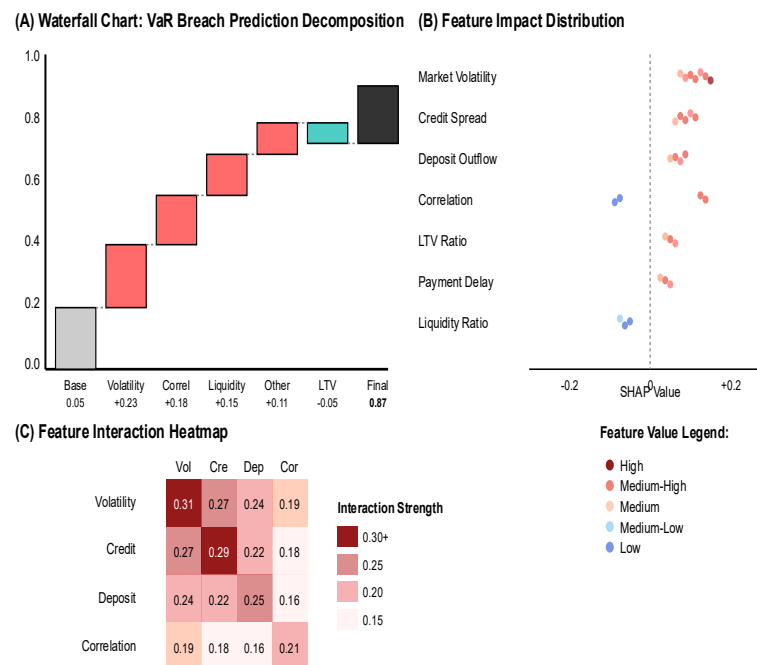 (A) Waterfall Chart: VaR Breach Prediction Decomposition
1.0
0.8
0.6
0.4
0.2
0.0
Base Volatility Correl Liquidity Other LTV Final
0.05 +0.23 +0.18 +0.15 +0.11 -0.05 0.87
(B) Feature Impact Distribution
Market Volatility
Credit Spread
Deposit Outflow
Correlation
LTV Ratio
Payment Delay
Liquidity Ratio
-0.2 0 +0.2
SHAP Value
Feature Value Legend:
High
Medium-High
Medium
Medium-Low
Low
(C) Feature Interaction Heatmap
Vol Cre Dep Cor
Volatility 0.31 0.27 0.24 0.19
Credit 0.27 0.29 0.22 0.18
Deposit 0.24 0.22 0.25 0.16
Correlation 0.19 0.18 0.16 0.21
Interaction Strength
0.30+
0.25
0.20
0.15